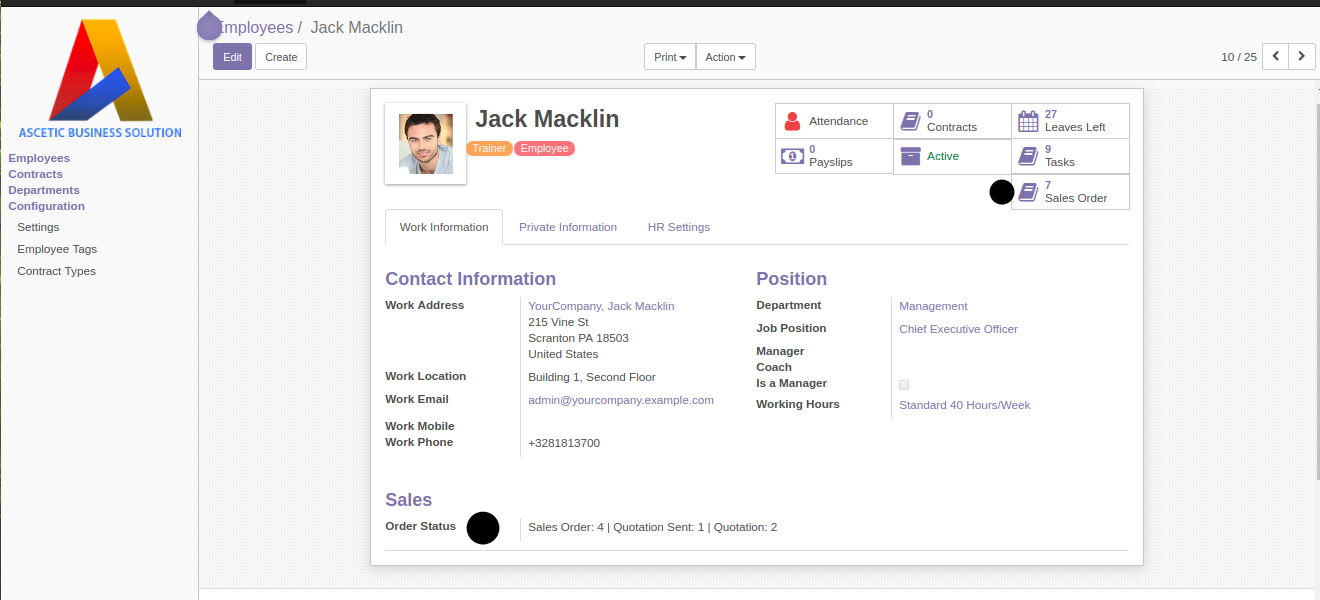 Employees / Jack Macklin
Edit
Create
Print
Action
10 / 25
ASCETIC BUSINESS SOLUTION
Employees
Contracts
Departments
Configuration
Settings
Employee Tags
Contract Types
Jack Macklin
Trainer
Employee
Attendance
0
Contracts
27
Leaves Left
0
Payslips
Active
9
Tasks
7
Sales Order
Work Information
Private Information
HR Settings
Contact Information
Work Address
YourCompany, Jack Macklin
215 Vine St
Scranton PA 18503
United States
Work Location
Building 1, Second Floor
Work Email
admin@yourcompany.example.com
Work Mobile
Work Phone
+3281813700
Position
Department
Management
Job Position
Chief Executive Officer
Manager
Coach
Is a Manager
Working Hours
Standard 40 Hours/Week
Sales
Order Status
Sales Order: 4 | Quotation Sent: 1 | Quotation: 2